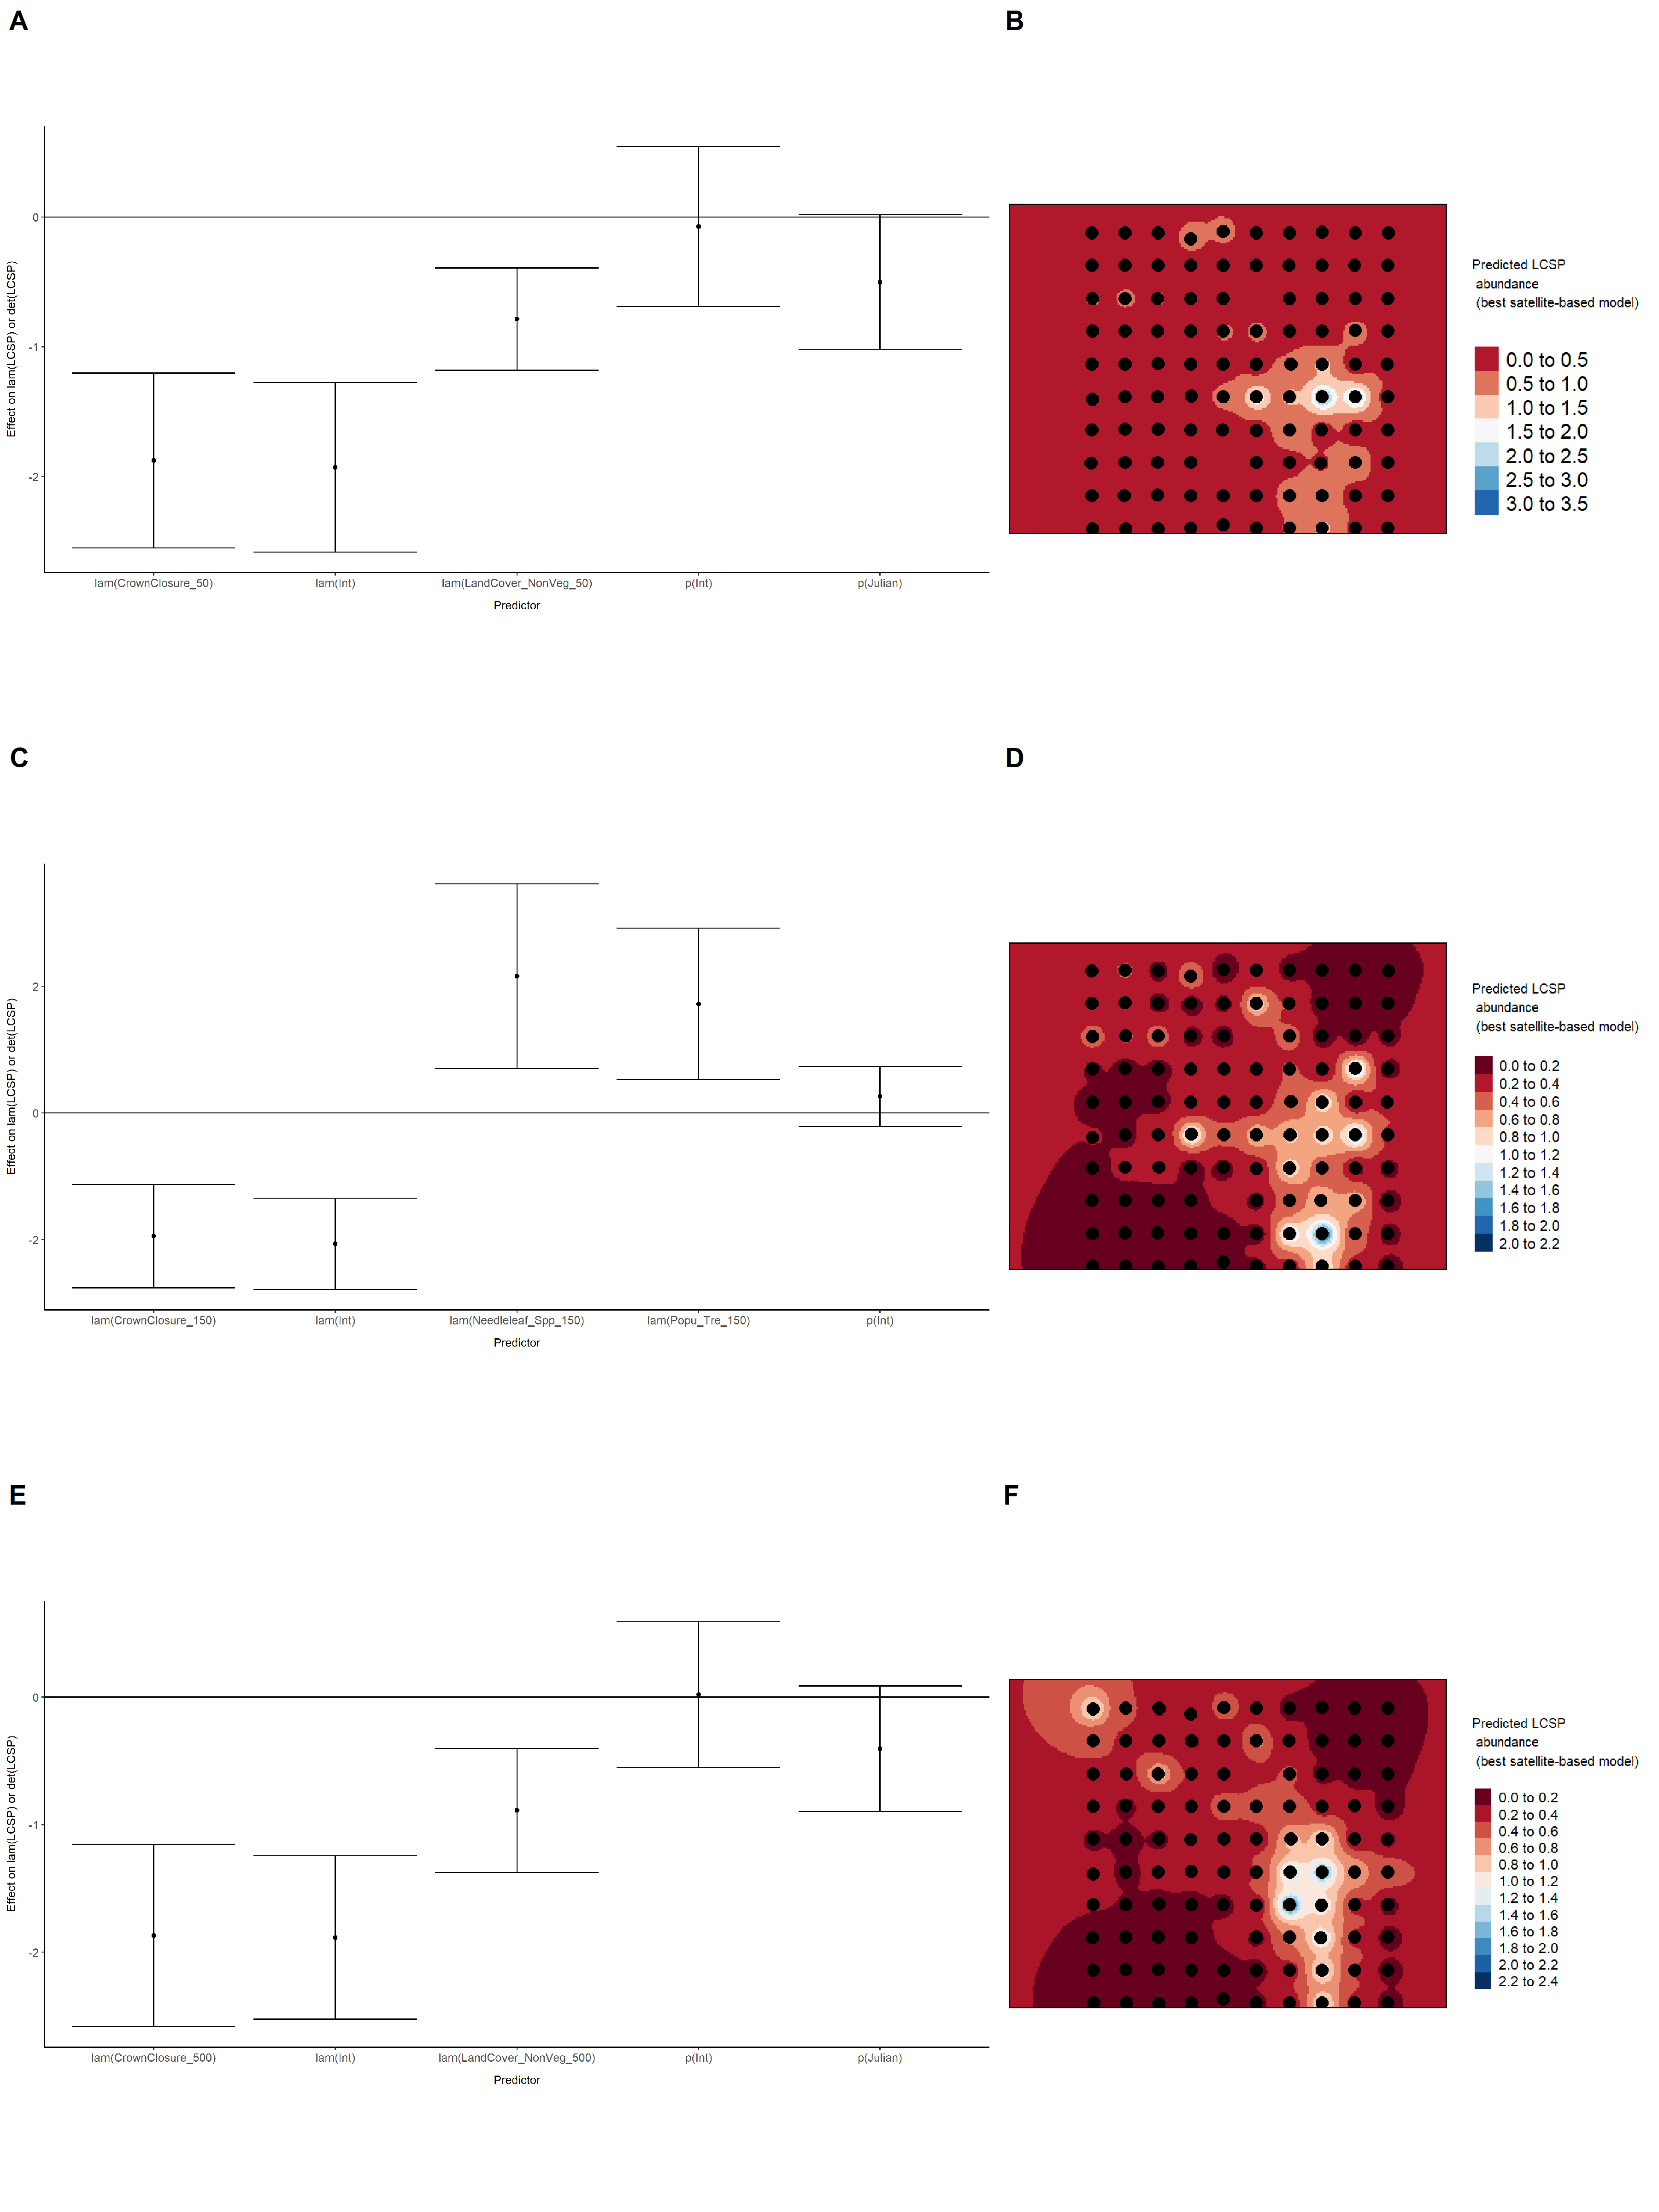 A
B
Effect on lam(LCSP) or det(LCSP)
0
-1
-2
lam(CrownClosure_50)
lam(Int)
lam(LandCover_NonVeg_50)
p(Int)
p(Julian)
Predictor
Predicted LCSP
abundance
(best satellite-based model)
0.0 to 0.5
0.5 to 1.0
1.0 to 1.5
1.5 to 2.0
2.0 to 2.5
2.5 to 3.0
3.0 to 3.5
C
D
Effect on lam(LCSP) or det(LCSP)
2
0
-2
lam(CrownClosure_150)
lam(Int)
lam(Needleleaf_Spp_150)
lam(Popu_Tre_150)
p(Int)
Predictor
Predicted LCSP
abundance
(best satellite-based model)
0.0 to 0.2
0.2 to 0.4
0.4 to 0.6
0.6 to 0.8
0.8 to 1.0
1.0 to 1.2
1.2 to 1.4
1.4 to 1.6
1.6 to 1.8
1.8 to 2.0
2.0 to 2.2
E
F
Effect on lam(LCSP) or det(LCSP)
0
-1
-2
lam(CrownClosure_500)
lam(Int)
lam(LandCover_NonVeg_500)
p(Int)
p(Julian)
Predictor
Predicted LCSP
abundance
(best satellite-based model)
0.0 to 0.2
0.2 to 0.4
0.4 to 0.6
0.6 to 0.8
0.8 to 1.0
1.0 to 1.2
1.2 to 1.4
1.4 to 1.6
1.6 to 1.8
1.8 to 2.0
2.0 to 2.2
2.2 to 2.4